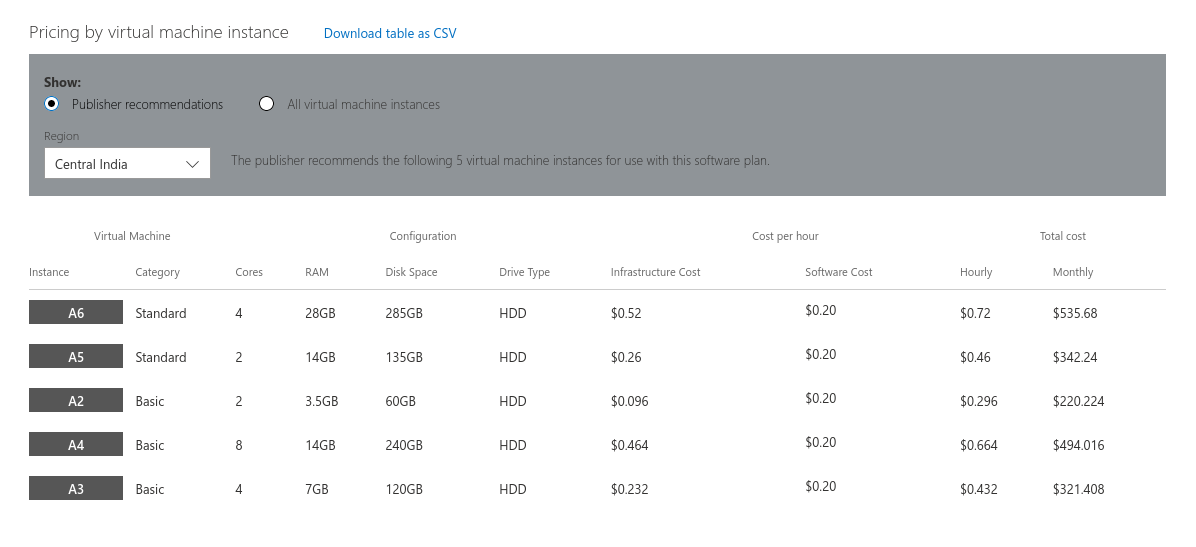 Pricing by virtual machine instance Download table as CSV
Show:
Publisher recommendations All virtual machine instances
Region
Central India The publisher recommends the following 5 virtual machine instances for use with this software plan.
Virtual Machine Configuration Cost per hour Total cost
Instance Category Cores RAM Disk Space Drive Type Infrastructure Cost Software Cost Hourly Monthly
A6 Standard 4 28GB 285GB HDD $0.52 $0.20 $0.72 $535.68
A5 Standard 2 14GB 135GB HDD $0.26 $0.20 $0.46 $342.24
A2 Basic 2 3.5GB 60GB HDD $0.096 $0.20 $0.296 $220.224
A4 Basic 8 14GB 240GB HDD $0.464 $0.20 $0.664 $494.016
A3 Basic 4 7GB 120GB HDD $0.232 $0.20 $0.432 $321.408